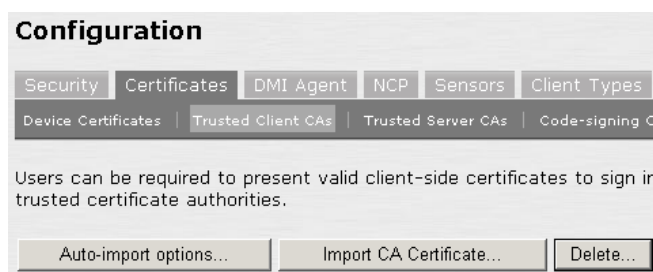 Configuration
Security Certificates DMI Agent NCP Sensors Client Types
Device Certificates | Trusted Client CAs | Trusted Server CAs | Code-signing
Users can be required to present valid client-side certificates to sign
trusted certificate authorities.
Auto-import options... Import CA Certificate... Delete...